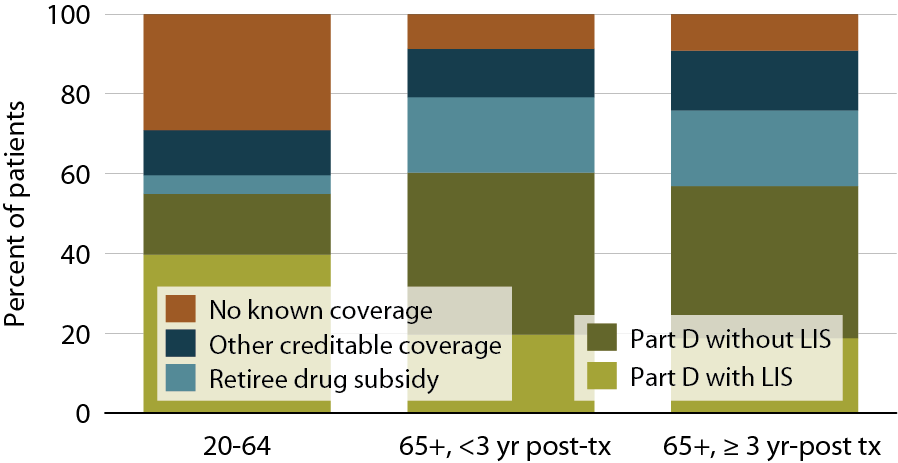 Percent of patients
100
80
60
40
20
0
No known coverage
Other creditable coverage
Retiree drug subsidy
Part D without LIS
Part D with LIS
20-64
65+, <3 yr post-tx
65+, ≥ 3 yr-post tx